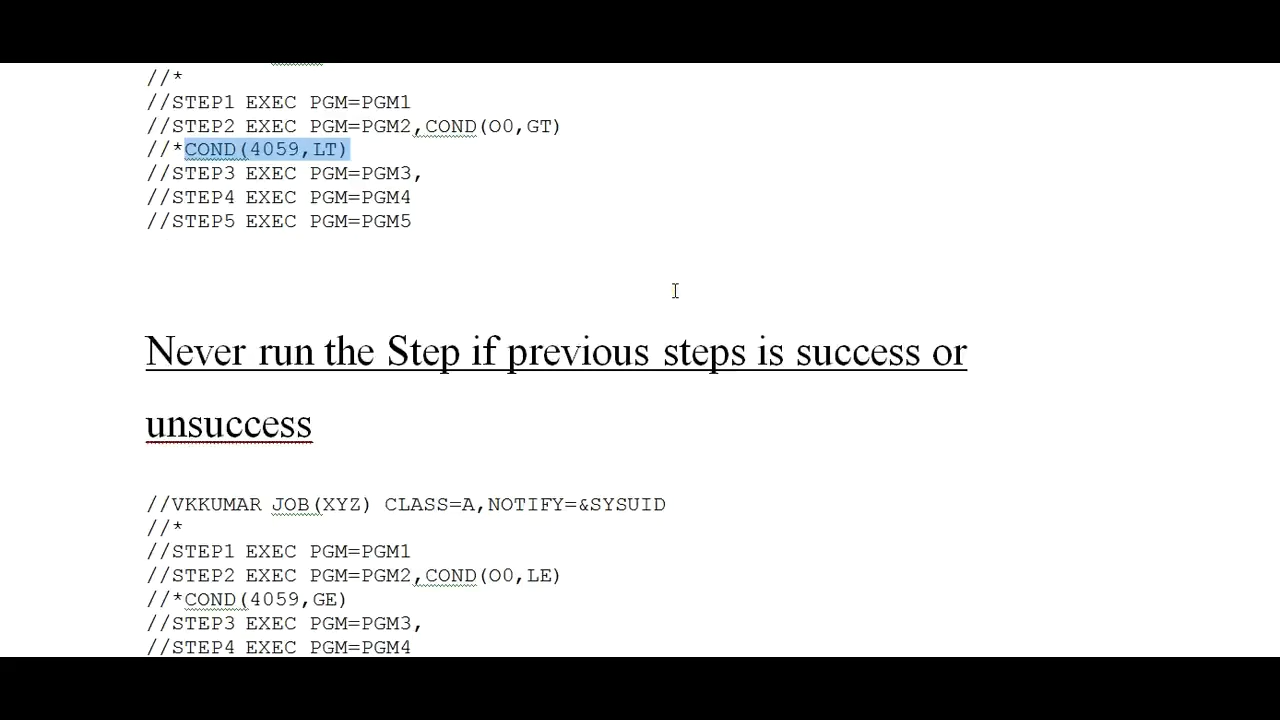 //*
//STEP1 EXEC PGM=PGM1
//STEP2 EXEC PGM=PGM2,COND(O0,GT)
//*COND(4059,LT)
//STEP3 EXEC PGM=PGM3,
//STEP4 EXEC PGM=PGM4
//STEP5 EXEC PGM=PGM5
Never run the Step if previous steps is success or
unsuccess
//VKKUMAR JOB(XYZ) CLASS=A,NOTIFY=&SYSUID
//*
//STEP1 EXEC PGM=PGM1
//STEP2 EXEC PGM=PGM2,COND(O0,LE)
//*COND(4059,GE)
//STEP3 EXEC PGM=PGM3,
//STEP4 EXEC PGM=PGM4